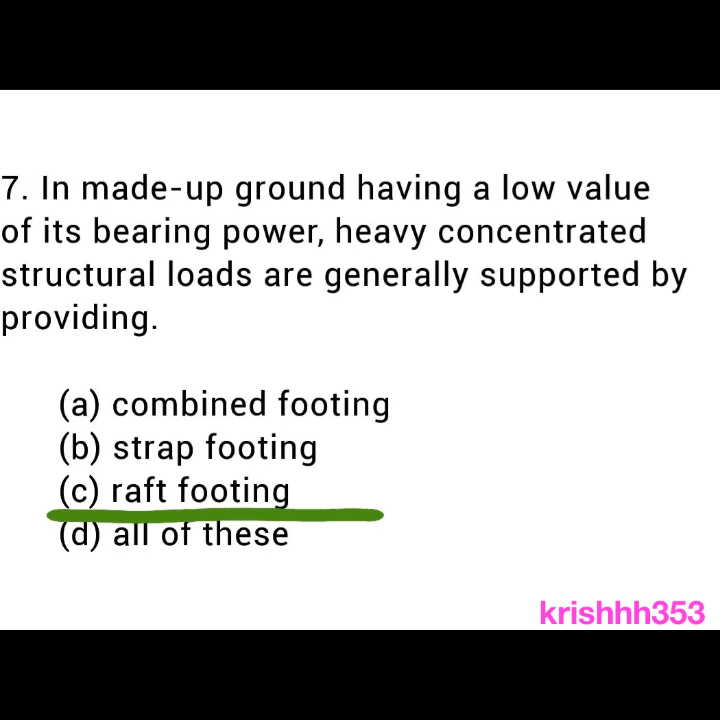 7. In made-up ground having a low value
of its bearing power, heavy concentrated
structural loads are generally supported by
providing.
(a) combined footing
(b) strap footing
(c) raft footing
(d) all of these
krishhh353